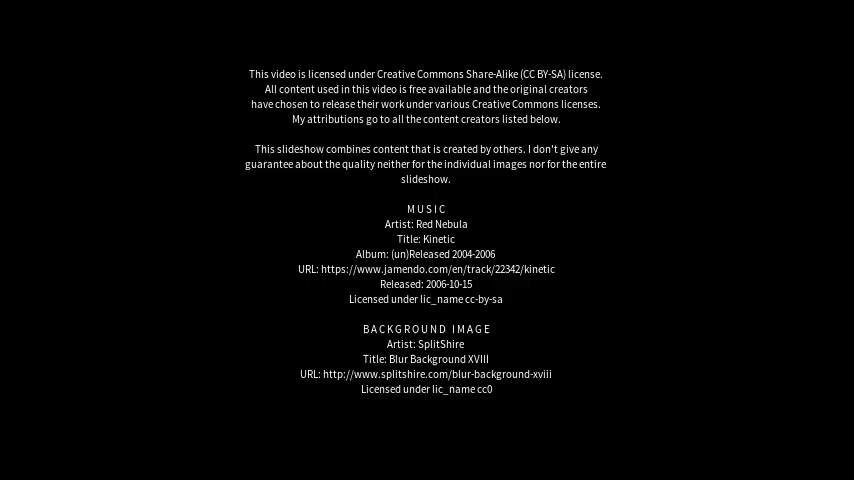 This video is licensed under Creative Commons Share-Alike (CC BY-SA) license.
All content used in this video is free available and the original creators
have chosen to release their work under various Creative Commons licenses.
My attributions go to all the content creators listed below.
This slideshow combines content that is created by others. I don't give any
guarantee about the quality neither for the individual images nor for the entire
slideshow.
MUSIC
Artist: Red Nebula
Title: Kinetic
Album: (un)Released 2004-2006
URL: https://www.jamendo.com/en/track/22342/kinetic
Released: 2006-10-15
Licensed under lic_name cc-by-sa
BACKGROUND IMAGE
Artist: SplitShire
Title: Blur Background XVIII
URL: http://www.splitshire.com/blur-background-xviii
Licensed under lic_name cc0